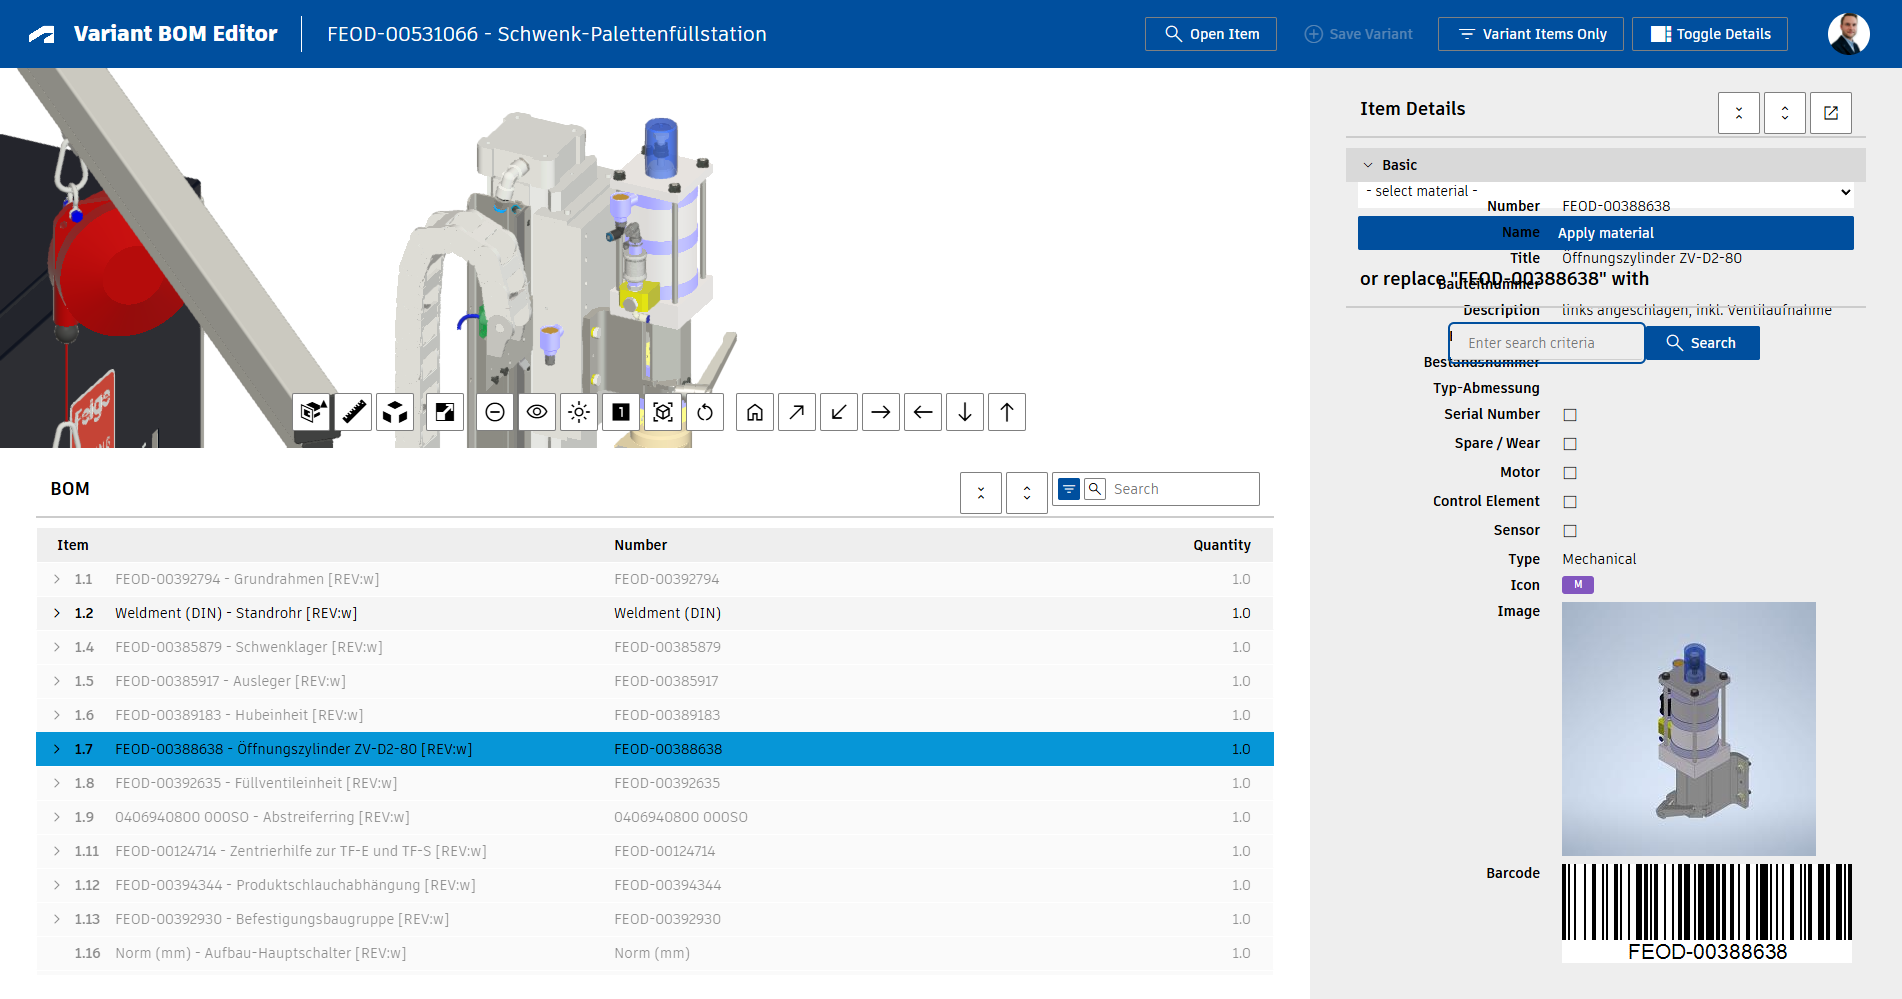 Variant BOM Editor
FEOD-00531066 - Schwenk-Palettenfüllstation
Open Item
Save Variant
Variant Items Only
Toggle Details
Felge
1
BOM
Search
Item Number Quantity
1.1 FEOD-00392794 - Grundrahmen [REV:w] FEOD-00392794 1.0
1.2 Weldment (DIN) - Standrohr [REV:w] Weldment (DIN) 1.0
1.4 FEOD-00385879 - Schwenklager [REV:w] FEOD-00385879 1.0
1.5 FEOD-00385917 - Ausleger [REV:w] FEOD-00385917 1.0
1.6 FEOD-00389183 - Hubeinheit [REV:w] FEOD-00389183 1.0
1.7 FEOD-00388638 - Öffnungszylinder ZV-D2-80 [REV:w] FEOD-00388638 1.0
1.8 FEOD-00392635 - Füllventileinheit [REV:w] FEOD-00392635 1.0
1.9 0406940800 000SO - Abstreiferring [REV:w] 0406940800 000SO 1.0
1.11 FEOD-00124714 - Zentrierhilfe zur TF-E und TF-S [REV:w] FEOD-00124714 1.0
1.12 FEOD-00394344 - Produktschlauchabhängung [REV:w] FEOD-00394344 1.0
1.13 FEOD-00392930 - Befestigungsbaugruppe [REV:w] FEOD-00392930 1.0
1.16 Norm (mm) - Aufbau-Hauptschalter [REV:w] Norm (mm) 1.0
Item Details
Basic
- select material -
Number FEOD-00388638
Name
Apply material
Title Öffnungszylinder ZV-D2-80
or replace "FEOD-00388638" with
Bauteilnummer
Description links angeschlagen, inkl. Ventilaufnahme
Enter search criteria
Search
Bestandsnummer
Typ-Abmessung
Serial Number
Spare / Wear
Motor
Control Element
Sensor
Type Mechanical
Icon M
Image
Barcode
FEOD-00388638